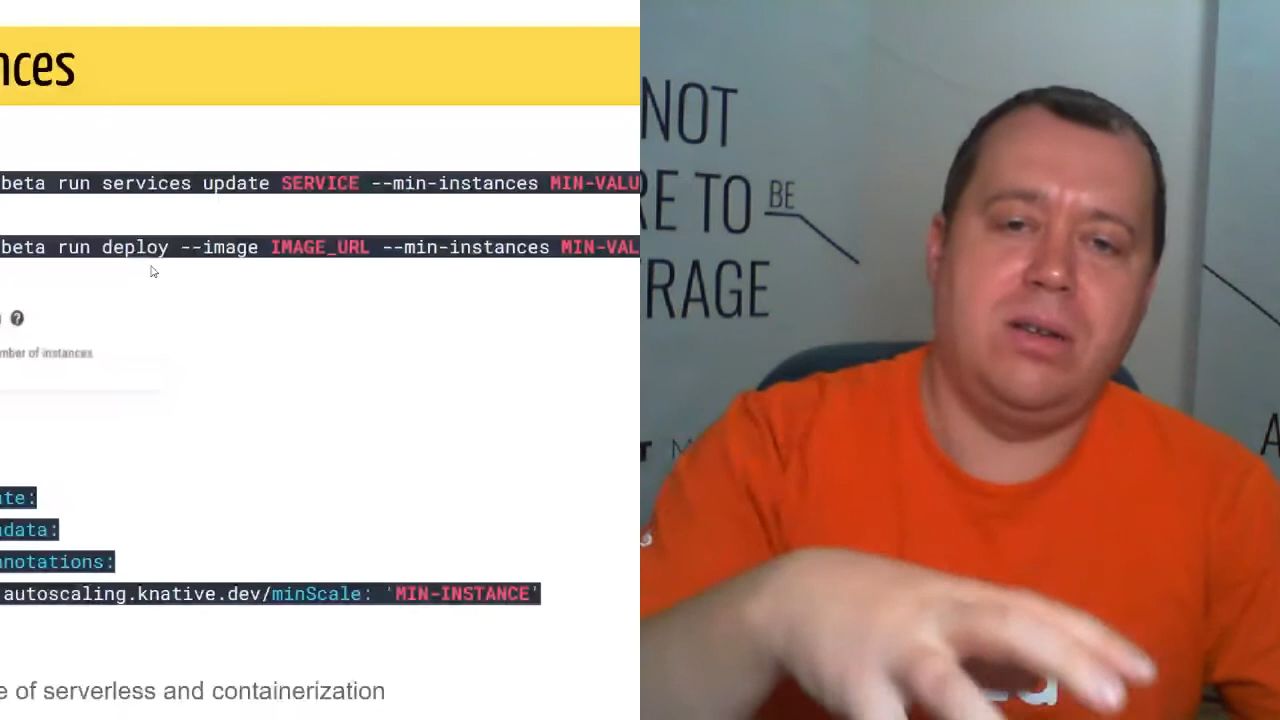 nces
beta run services update SERVICE --min-instances MIN-VALU
beta run deploy --image IMAGE_URL --min-instances MIN-VAL
mber of instances
ate:
adata:
nnotations:
autoscaling.knative.dev/minScale: 'MIN-INSTANCE'
e of serverless and containerization
NOT
RE TO BE
RAGE
A